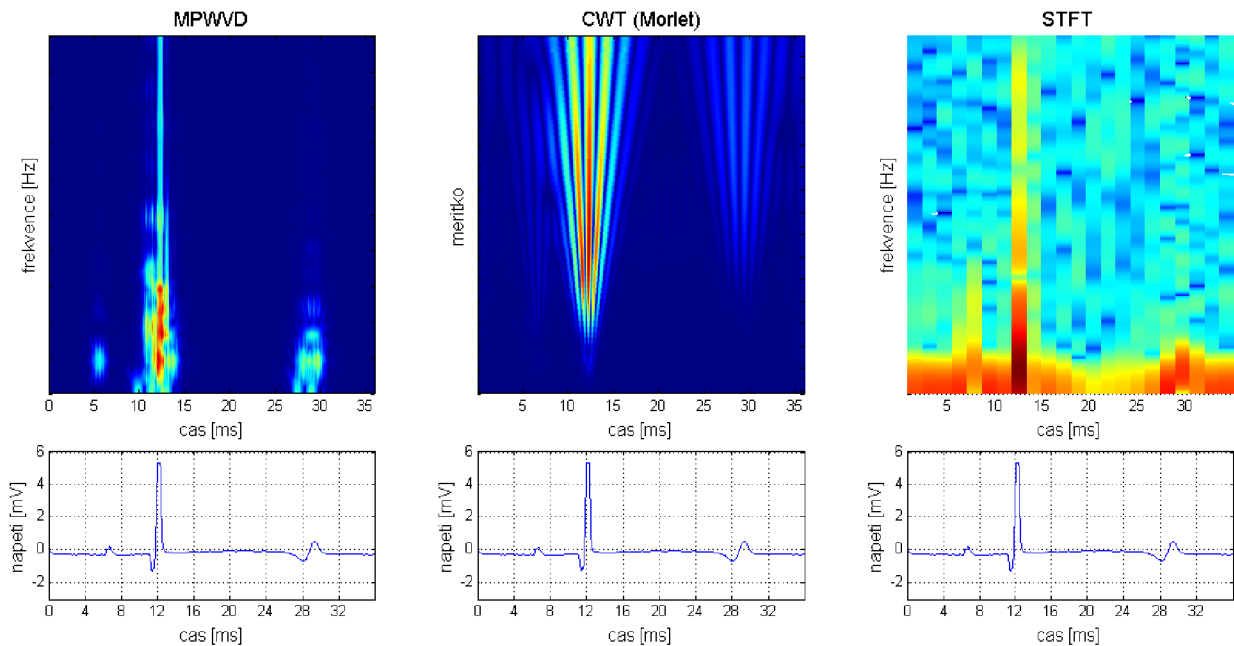 MPWVD
CWT (Morlet)
STFT
frekvence [Hz]
meritko
frekvence [Hz]
0 5 10 15 20 25 30 35
5 10 15 20 25 30 35
5 10 15 20 25 30
cas [ms]
cas [ms]
cas [ms]
napeti [mV]
6
4
2
0
-2
0 4 8 12 16 20 24 28 32
cas [ms]
napeti [mV]
6
4
2
0
-2
0 4 8 12 16 20 24 28 32
cas [ms]
napeti [mV]
6
4
2
0
-2
0 4 8 12 16 20 24 28 32
cas [ms]